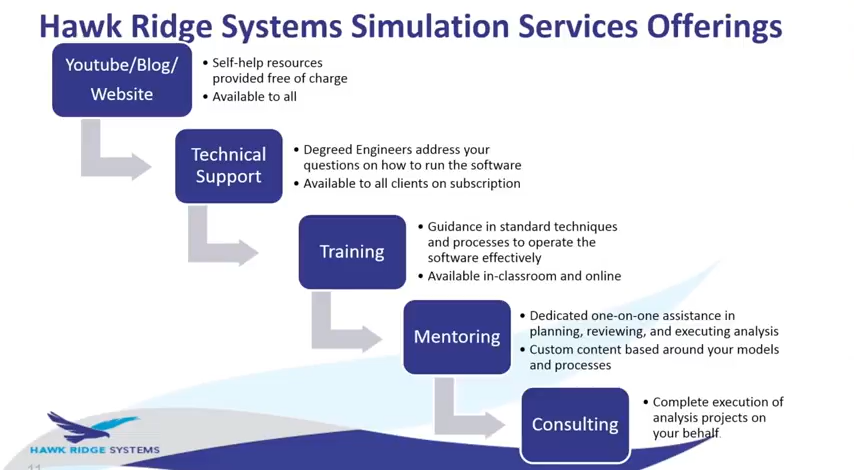 Hawk Ridge Systems Simulation Services Offerings
Youtube/Blog/
Website
• Self-help resources
provided free of charge
• Available to all
Technical
Support
• Degreed Engineers address your
questions on how to run the software
• Available to all clients on subscription
Training
• Guidance in standard techniques
and processes to operate the
software effectively
• Available in-classroom and online
Mentoring
• Dedicated one-on-one assistance in
planning, reviewing, and executing analysis
• Custom content based around your models
and processes
Consulting
• Complete execution of
analysis projects on
your behalf.
HAWK RIDGE SYSTEMS
11